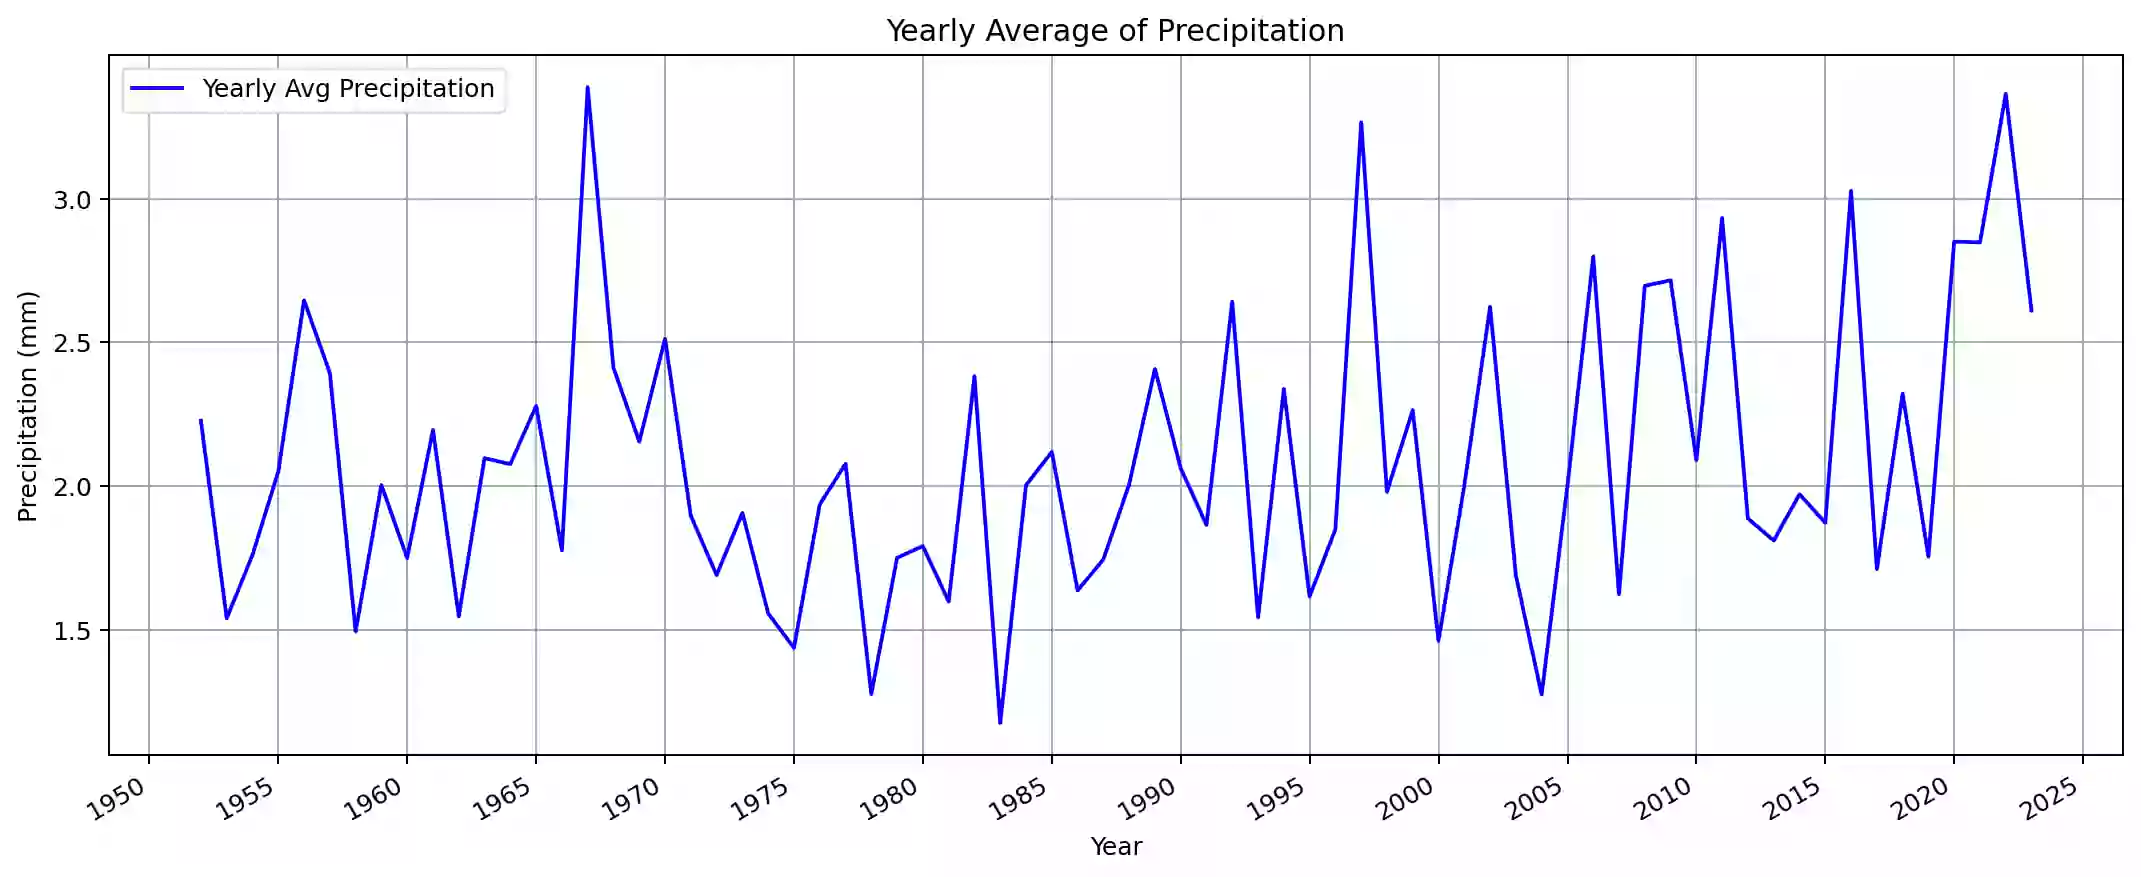 Yearly Average of Precipitation
Yearly Avg Precipitation
Precipitation (mm)
3.0
2.5
2.0
1.5
1950 1955 1960 1965 1970 1975 1980 1985 1990 1995 2000 2005 2010 2015 2020 2025
Year